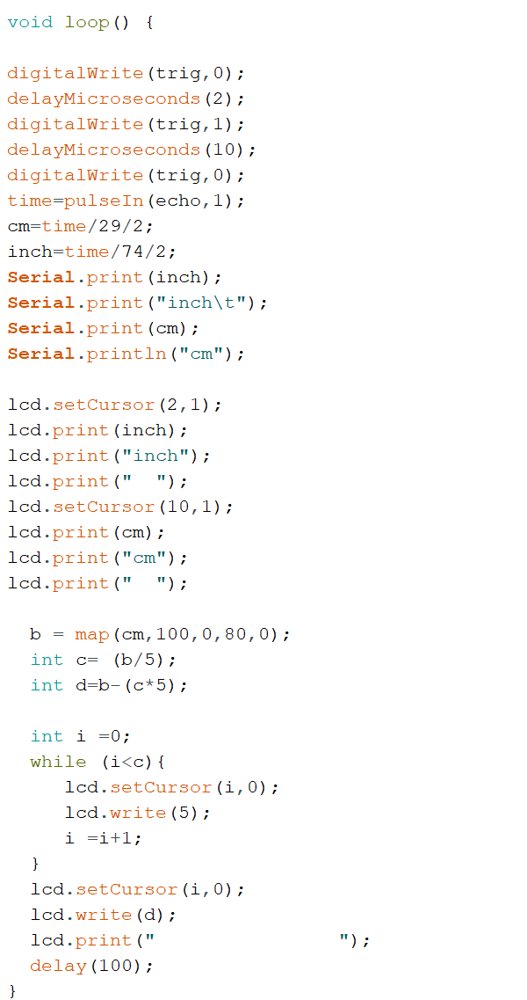 void loop() {
digitalWrite(trig,0);
delayMicroseconds(2);
digitalWrite(trig,1);
delayMicroseconds(10);
digitalWrite(trig,0);
time=pulseIn(echo,1);
cm=time/29/2;
inch=time/74/2;
Serial.print(inch);
Serial.print("inch\t");
Serial.print(cm);
Serial.println("cm");
lcd.setCursor(2,1);
lcd.print(inch);
lcd.print("inch");
lcd.print("  ");
lcd.setCursor(10,1);
lcd.print(cm);
lcd.print("cm");
lcd.print("  ");
  b = map(cm,100,0,80,0);
  int c= (b/5);
  int d=b-(c*5);
  int i =0;
  while (i<c){
     lcd.setCursor(i,0);
     lcd.write(5);
     i =i+1;
  }
  lcd.setCursor(i,0);
  lcd.write(d);
  lcd.print("                ");
  delay(100);
}